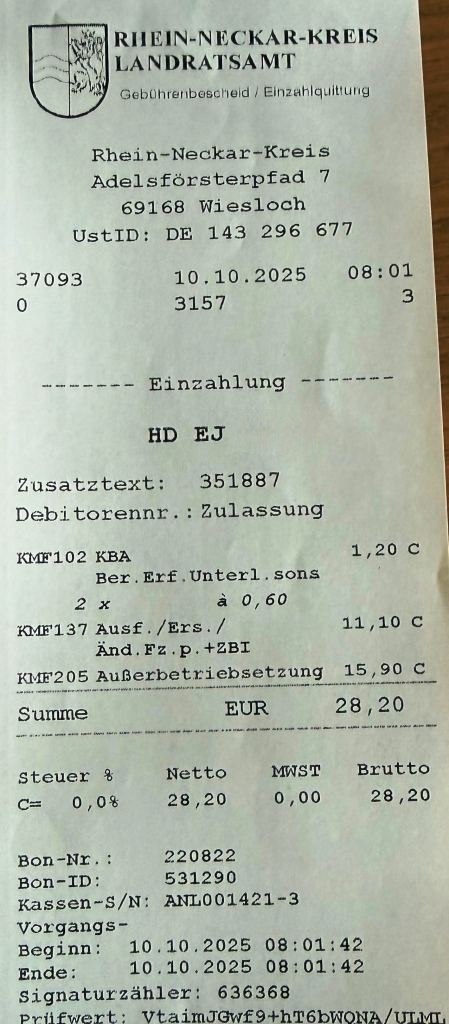 RHEIN-NECKAR-KREIS
LANDRATSAMT
Gebührenbescheid / Einzahlquittung
Rhein-Neckar-Kreis
Adelsförsterpfad 7
69168 Wiesloch
UstID: DE 143 296 677
37093 10.10.2025 08:01
0 3157 3
------- Einzahlung -------
HD EJ
Zusatztext: 351887
Debitorennr.: Zulassung
KMF102 KBA 1,20 C
Ber.Erf.Unterl.sons
2 x à 0,60
KMF137 Ausf./Ers./ 11,10 C
Änd.Fz.p.+ZBI
KMF205 Außerbetriebsetzung 15,90 C
Summe EUR 28,20
Steuer % Netto MWST Brutto
C= 0,0% 28,20 0,00 28,20
Bon-Nr.: 220822
Bon-ID: 531290
Kassen-S/N: ANL001421-3
Vorgangs-
Beginn: 10.10.2025 08:01:42
Ende: 10.10.2025 08:01:42
Signaturzähler: 636368
Prüfwert: VtaimJGwf9+hT6bWQNA/ULML